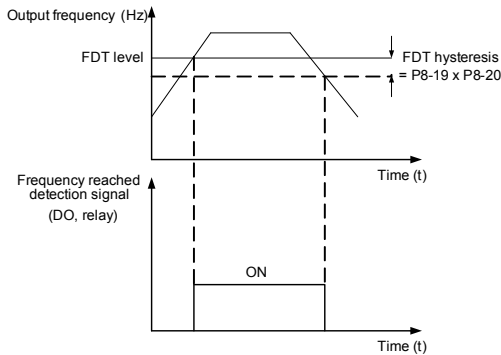 Output frequency (Hz)
FDT level
FDT hysteresis
= P8-19 x P8-20
Time (t)
Frequency reached
detection signal
(DO, relay)
ON
Time (t)